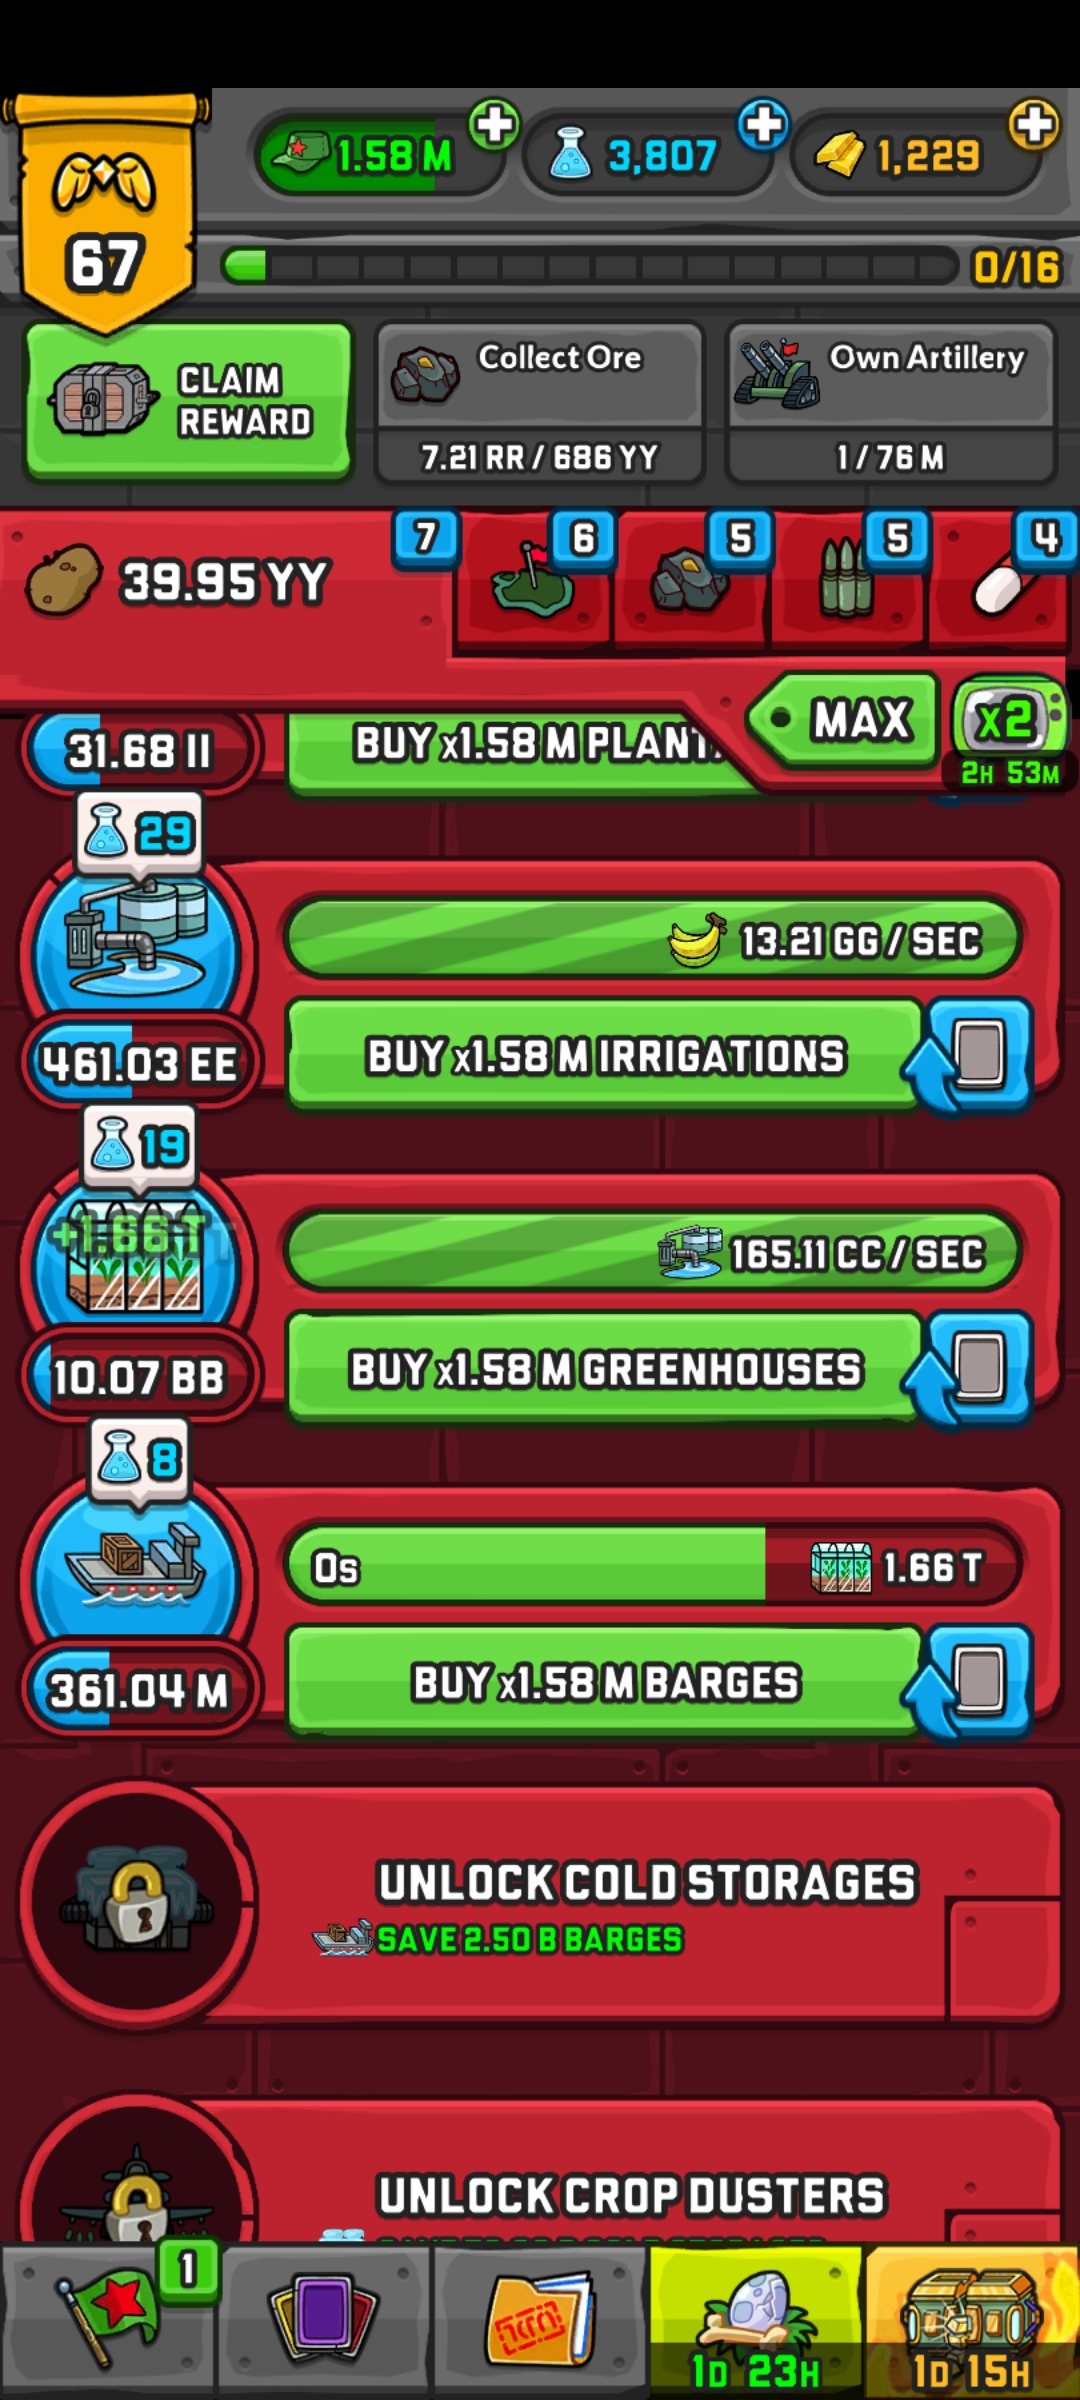 1.58 M
3,807
1,229
67
0/16
CLAIM
REWARD
Collect Ore
7.21 RR / 686 YY
Own Artillery
1 / 76 M
39.95 YY
7
6
5
5
4
MAX
x2
2H 53M
31.68 II
BUY x1.58 M PLANT
29
13.21 GG / SEC
461.03 EE
BUY x1.58 M IRRIGATIONS
19
+1.66 T
165.11 CC / SEC
10.07 BB
BUY x1.58 M GREENHOUSES
8
0s
1.66 T
361.04 M
BUY x1.58 M BARGES
UNLOCK COLD STORAGES
SAVE 2.50 B BARGES
UNLOCK CROP DUSTERS
1
1D 23H
1D 15H